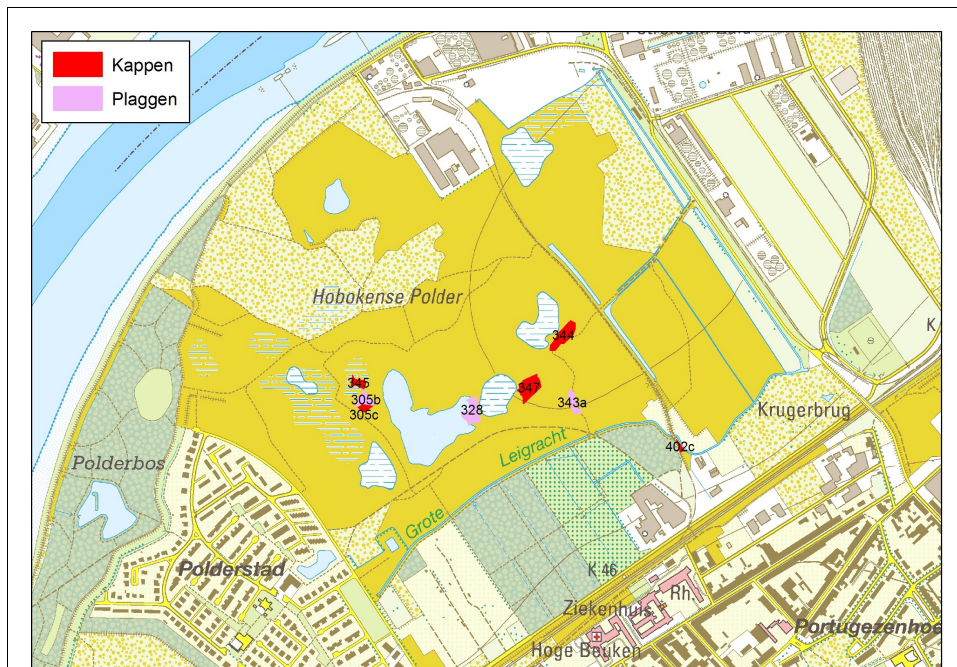 Kappen
Plaggen
Hobokense Polder
344
345
347
305b
343a
328
305c
Krugerbrug
402c
Leigracht
Polderbos
Grote
K 46
Polderstad
Rh.
Ziekenhuis
Portugezenhoe
Hoge Beuken
K
K